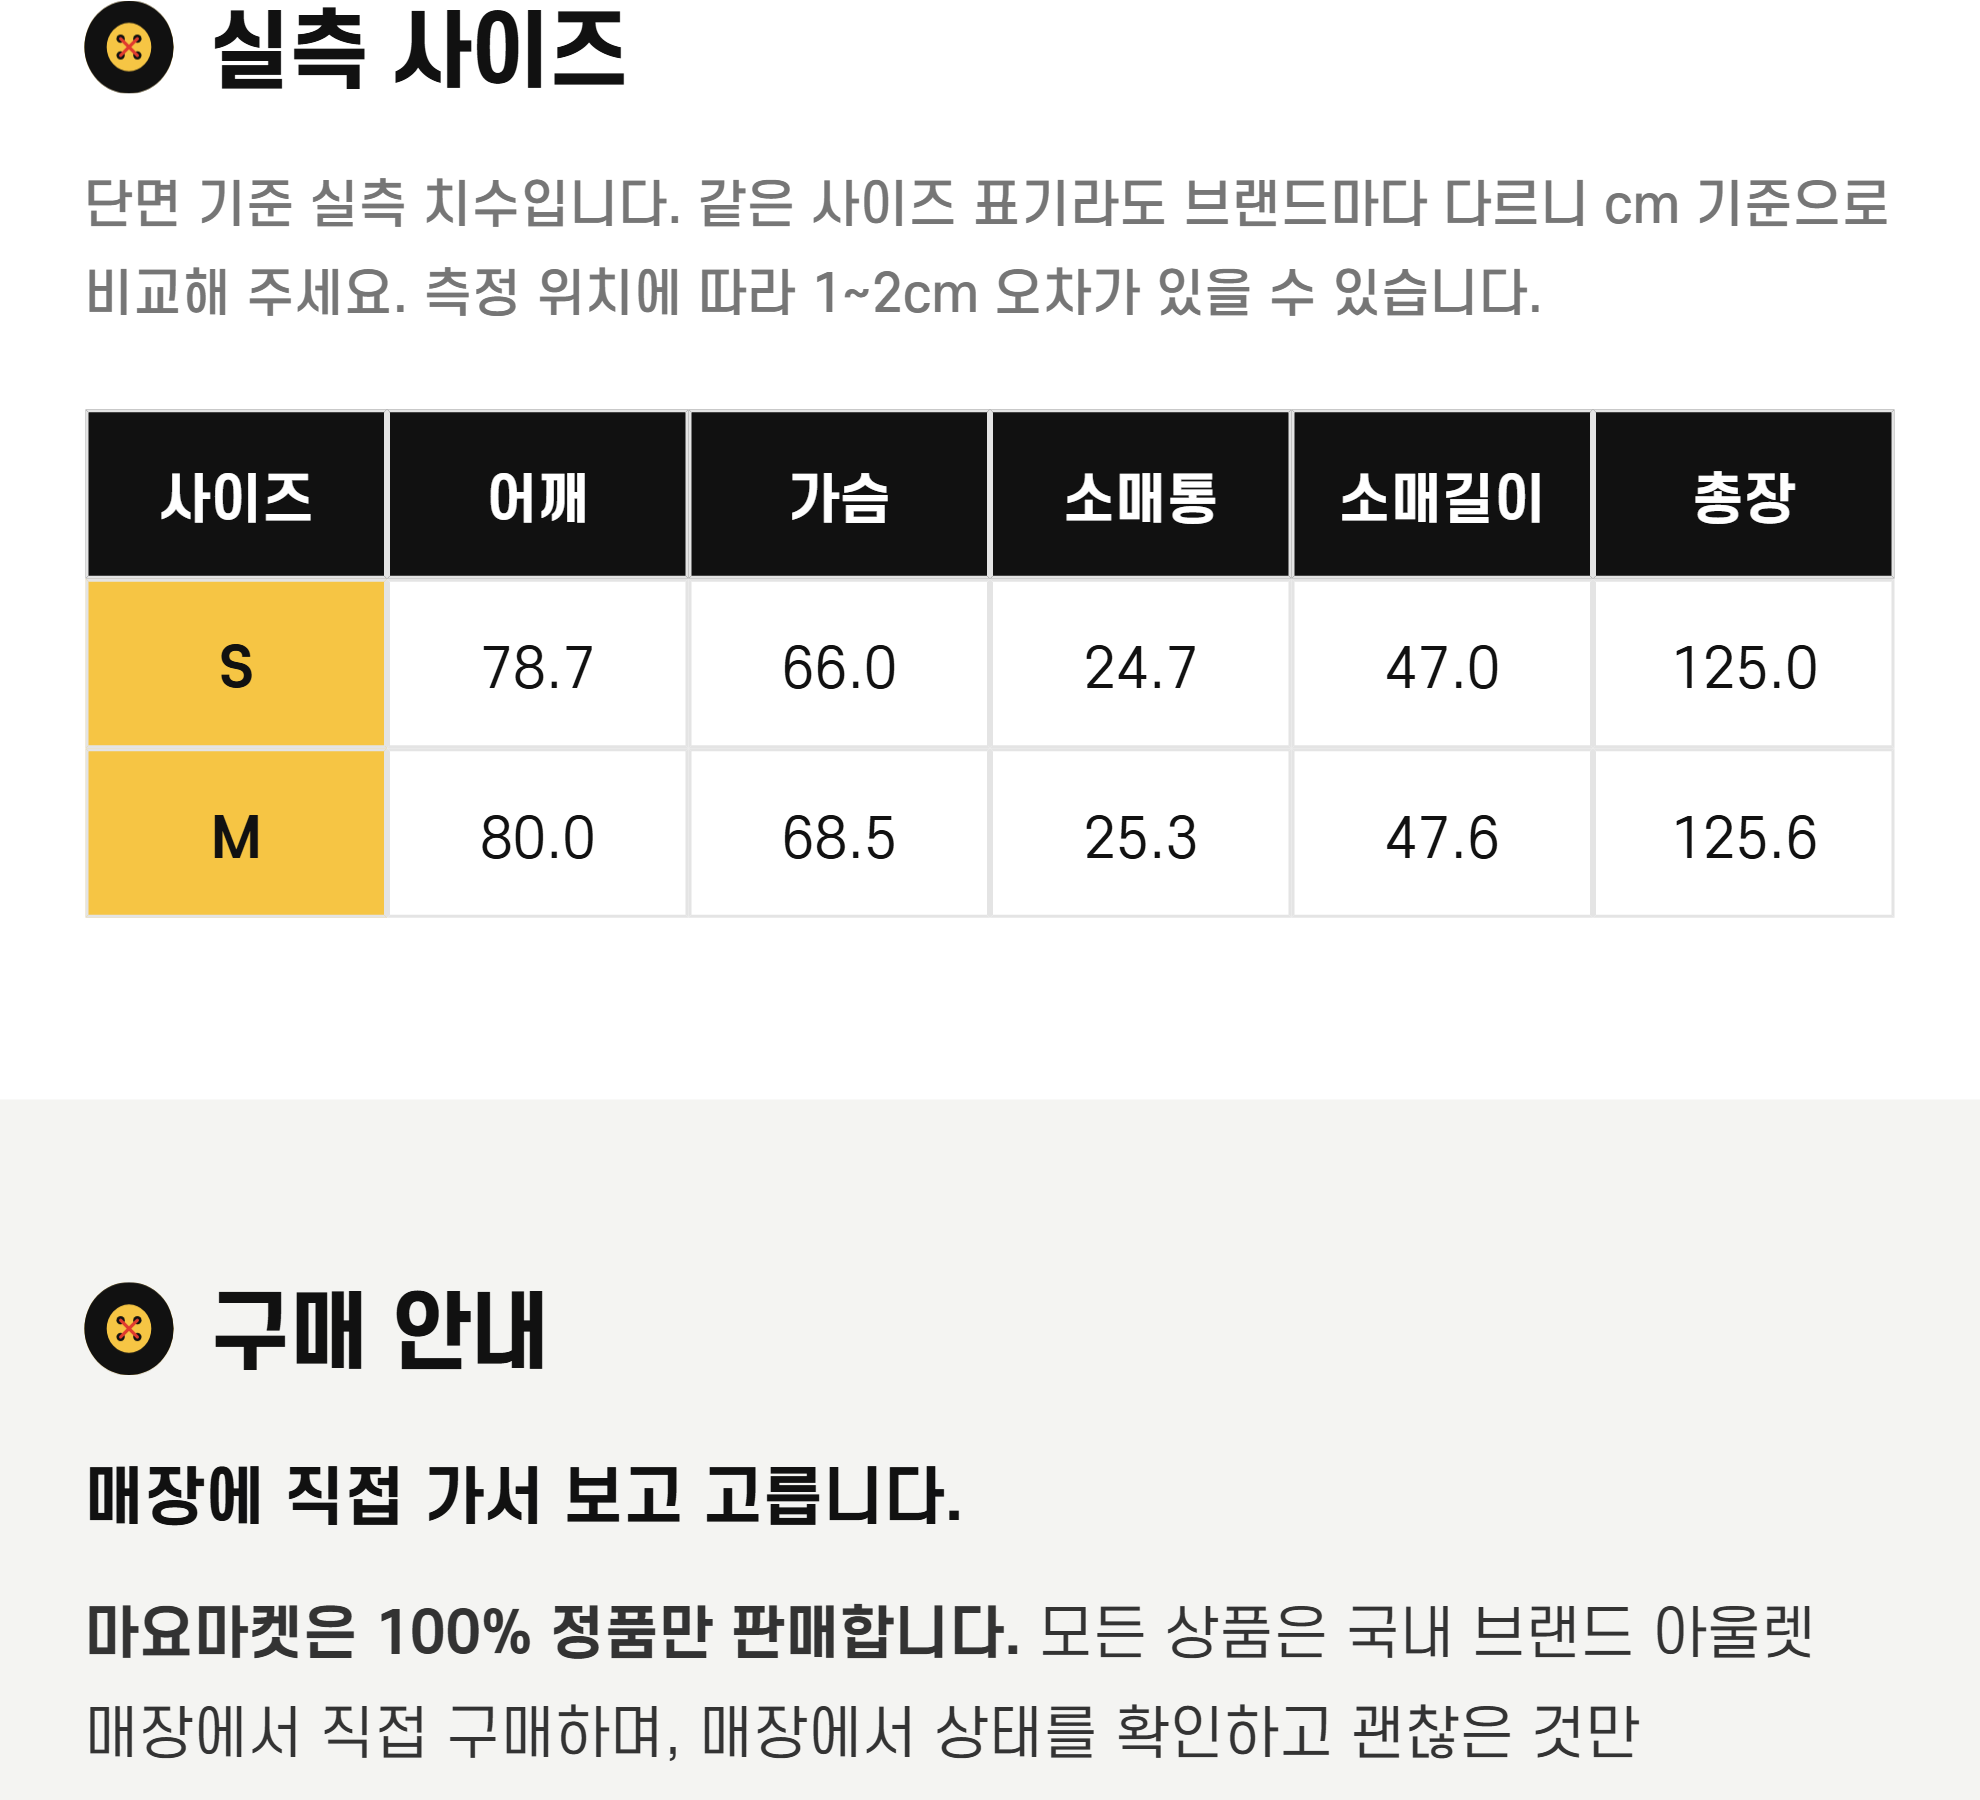 실측 사이즈
단면 기준 실측 치수입니다. 같은 사이즈 표기라도 브랜드마다 다르니 cm 기준으로
비교해 주세요. 측정 위치에 따라 1~2cm 오차가 있을 수 있습니다.
사이즈 어깨 가슴 소매통 소매길이 총장
S 78.7 66.0 24.7 47.0 125.0
M 80.0 68.5 25.3 47.6 125.6
구매 안내
매장에 직접 가서 보고 고릅니다.
마요마켓은 100% 정품만 판매합니다. 모든 상품은 국내 브랜드 아울렛
매장에서 직접 구매하며, 매장에서 상태를 확인하고 괜찮은 것만